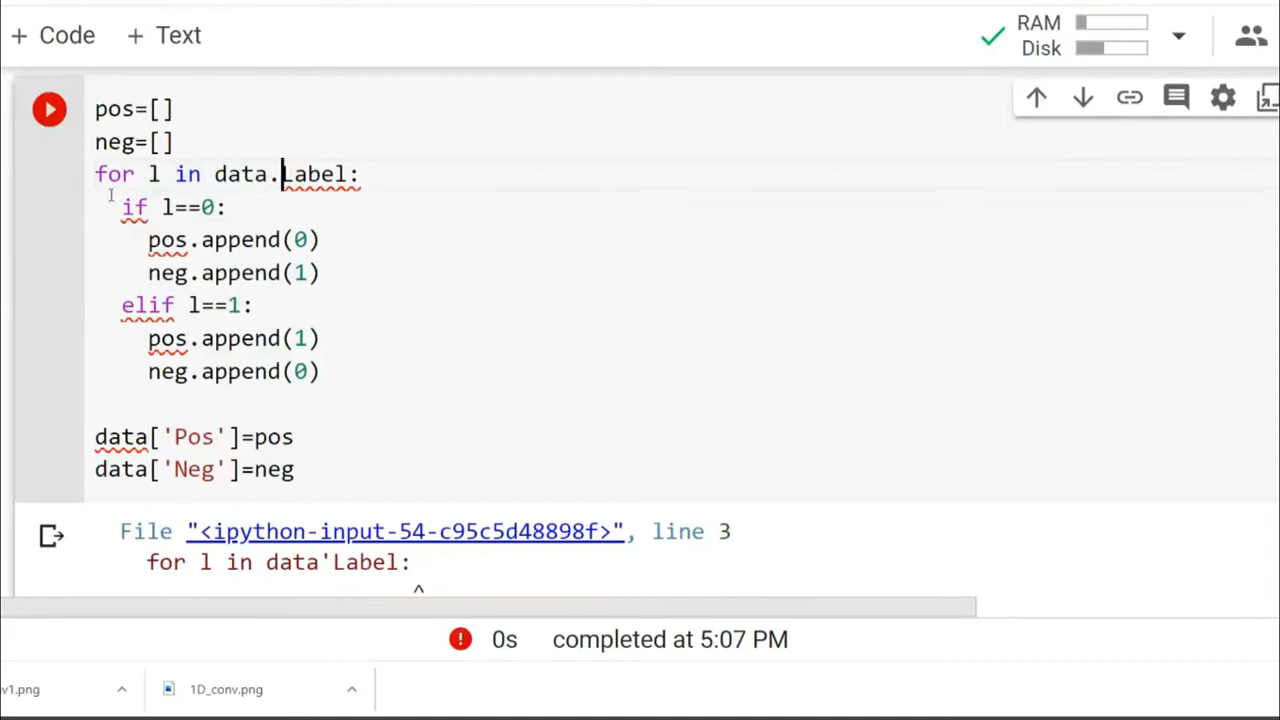 + Code + Text
RAM
Disk
pos=[]
neg=[]
for l in data.Label:
if l==0:
pos.append(0)
neg.append(1)
elif l==1:
pos.append(1)
neg.append(0)
data['Pos']=pos
data['Neg']=neg
File "<ipython-input-54-c95c5d48898f>", line 3
for l in data'Label:
^
0s completed at 5:07 PM
v1.png
1D_conv.png